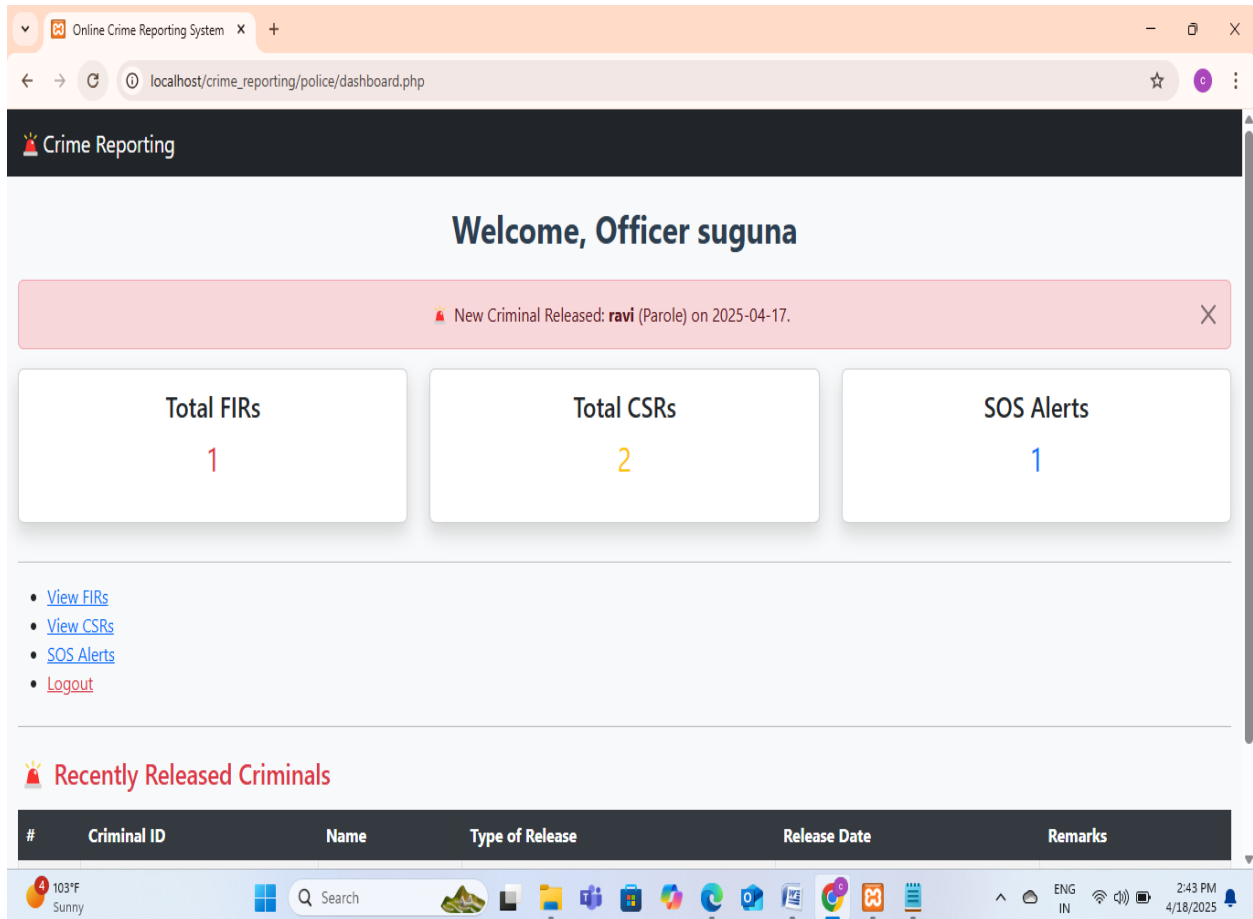 Online Crime Reporting System
localhost/crime_reporting/police/dashboard.php
C
Crime Reporting
Welcome, Officer suguna
New Criminal Released: ravi (Parole) on 2025-04-17.
Total FIRs Total CSRs SOS Alerts
1 2 1
View FIRs
View CSRs
SOS Alerts
Logout
Recently Released Criminals
# Criminal ID Name Type of Release Release Date Remarks
4 103°F Search ENG 2:43 PM
Sunny IN 4/18/2025